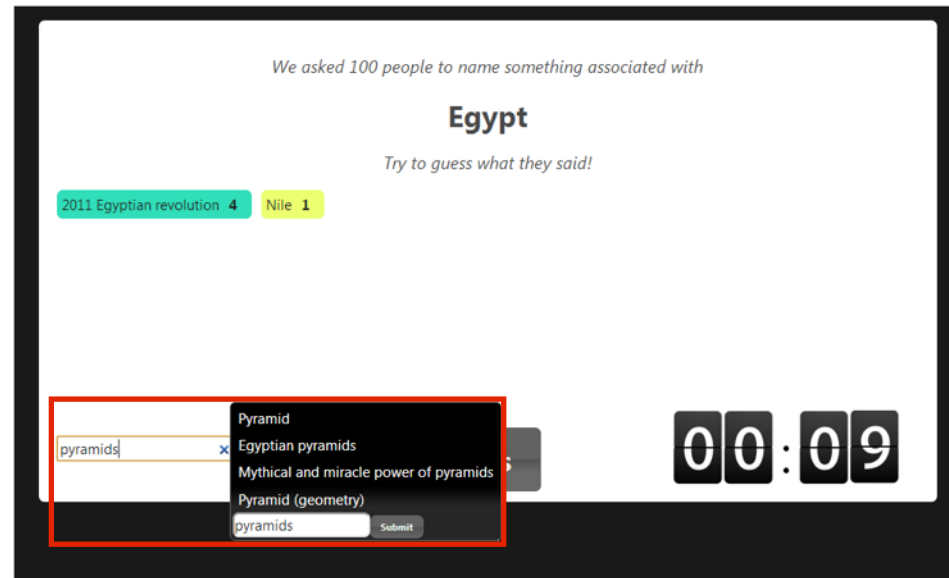 We asked 100 people to name something associated with
Egypt
Try to guess what they said!
2011 Egyptian revolution 4 Nile 1
Pyramid
Egyptian pyramids
Mythical and miracle power of pyramids
Pyramid (geometry)
pyramids
pyramids Submit
00:09